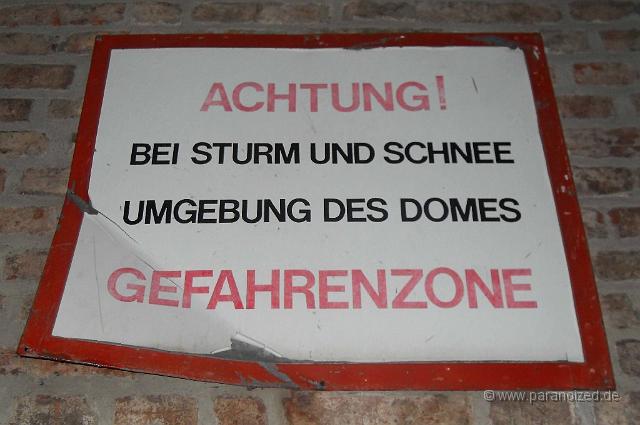 ACHTUNG!
BEI STURM UND SCHNEE
UMGEBUNG DES DOMES
GEFAHRENZONE
© www.paranoized.de